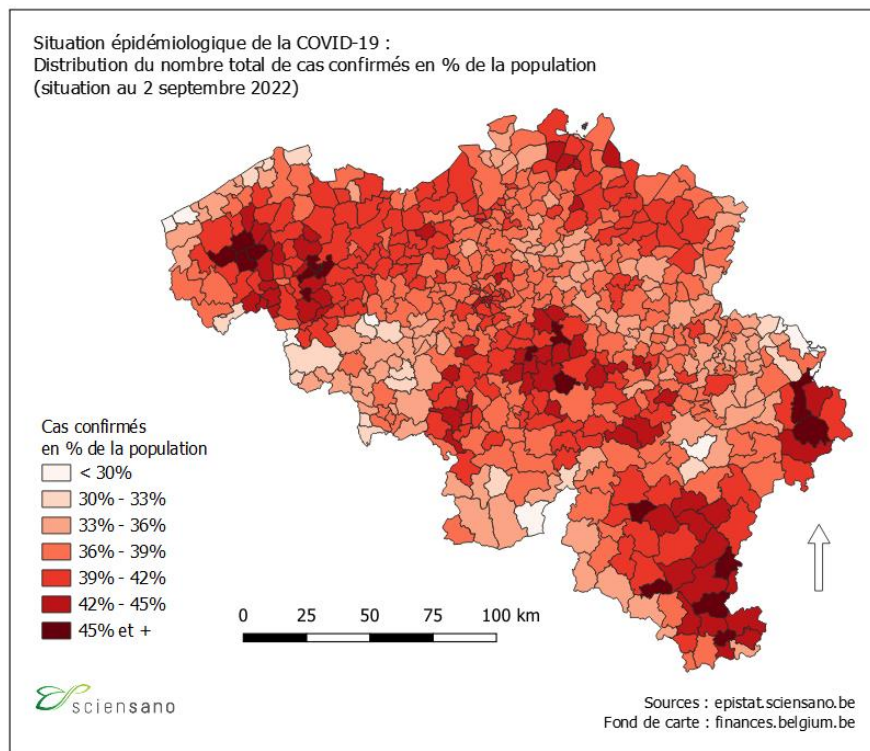 Situation épidémiologique de la COVID-19 :
Distribution du nombre total de cas confirmés en % de la population
(situation au 2 septembre 2022)
Cas confirmés
en % de la population
< 30%
30% - 33%
33% - 36%
36% - 39%
39% - 42%
42% - 45%
45% et +
0 25 50 75 100 km
sciensano
Sources : epistat.sciensano.be
Fond de carte : finances.belgium.be